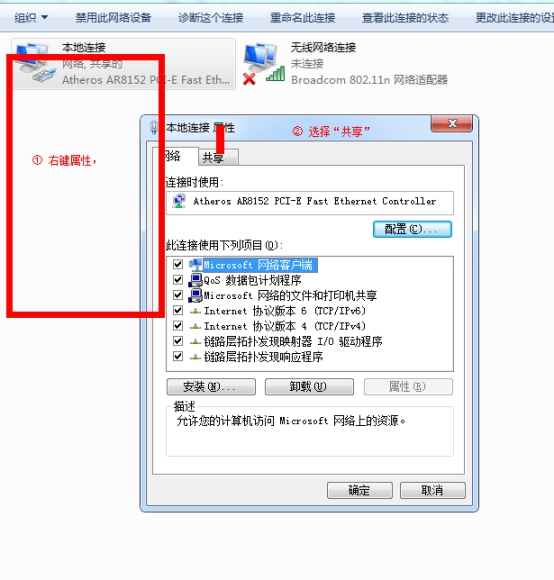 组织 ▼ 禁用此网络设备 诊断这个连接 重命名此连接 查看此连接的状态 更改此连接的设
本地连接
网络, 共享的
Atheros AR8152 PCI-E Fast Eth...
无线网络连接
未连接
Broadcom 802.11n 网络适配器
① 右键属性，
本地连接 属性
② 选择“共享”
网络 共享
连接时使用:
Atheros AR8152 PCI-E Fast Ethernet Controller
配置(C)...
此连接使用下列项目(O):
Microsoft 网络客户端
QoS 数据包计划程序
Microsoft 网络的文件和打印机共享
Internet 协议版本 6 (TCP/IPv6)
Internet 协议版本 4 (TCP/IPv4)
链路层拓扑发现映射器 I/O 驱动程序
链路层拓扑发现响应程序
安装(N)... 卸载(U) 属性(R)
描述
允许您的计算机访问 Microsoft 网络上的资源。
确定 取消